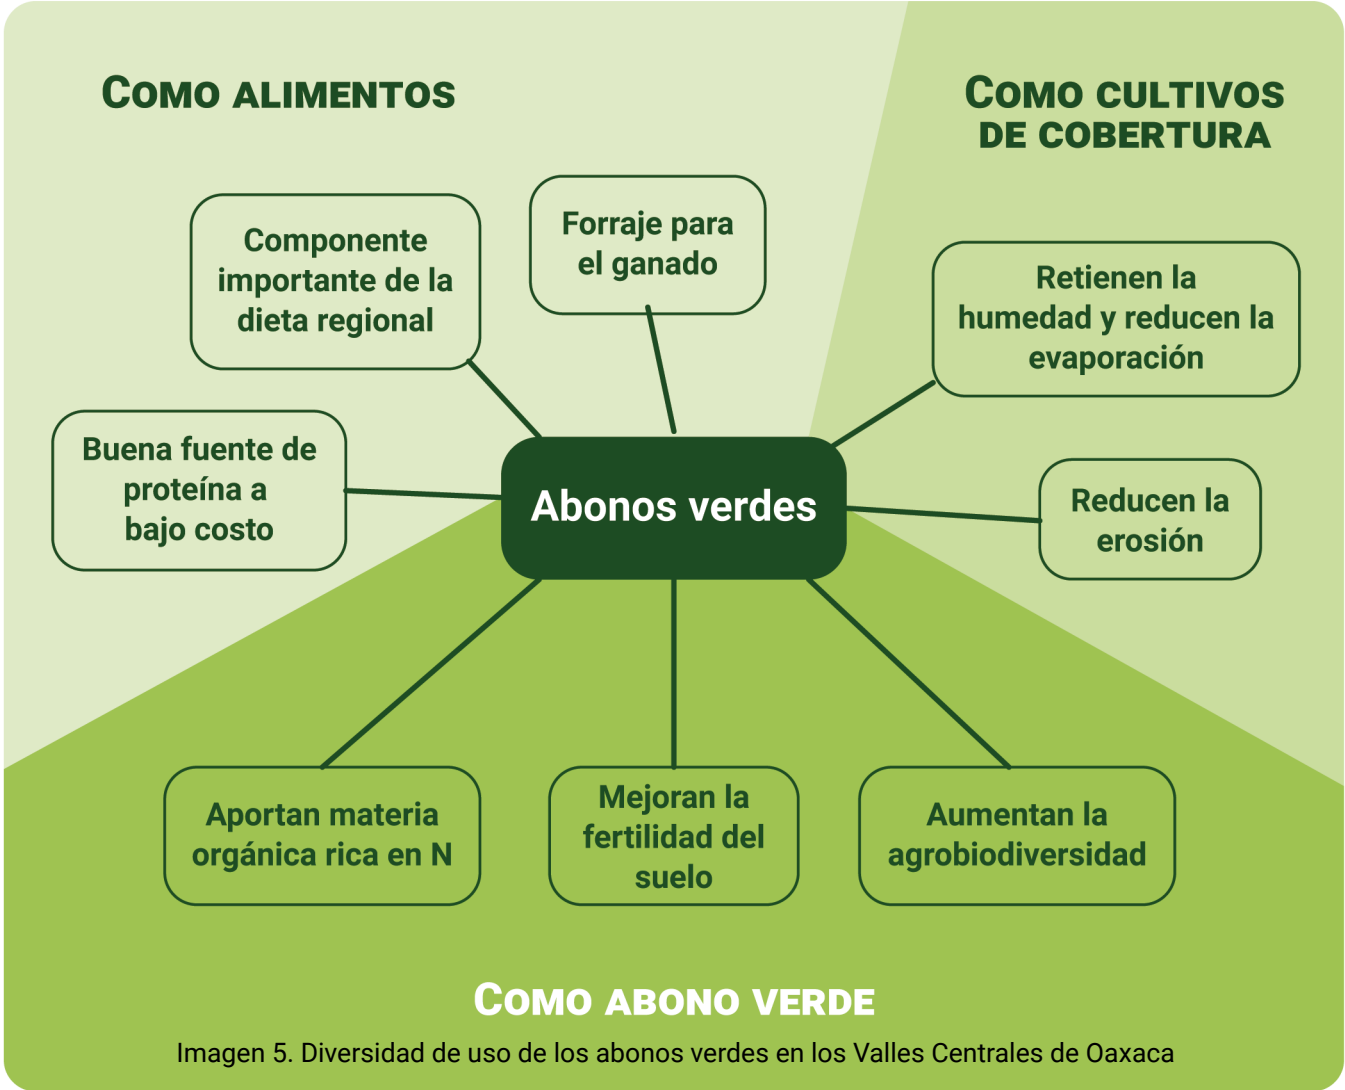 COMO ALIMENTOS
COMO CULTIVOS
DE COBERTURA
Componente
importante de la
dieta regional
Forraje para
el ganado
Retienen la
humedad y reducen la
evaporación
Buena fuente de
proteína a
bajo costo
Abonos verdes
Reducen la
erosión
Aportan materia
orgánica rica en N
Mejoran la
fertilidad del
suelo
Aumentan la
agrobiodiversidad
COMO ABONO VERDE
Imagen 5. Diversidad de uso de los abonos verdes en los Valles Centrales de Oaxaca